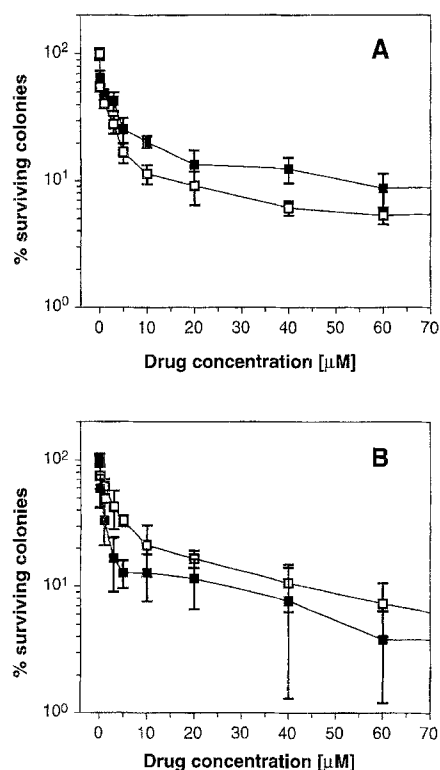 A
% surviving colonies
10²
10¹
10⁰
0 10 20 30 40 50 60 70
Drug concentration [μM]
B
% surviving colonies
10²
10¹
10⁰
0 10 20 30 40 50 60 70
Drug concentration [μM]